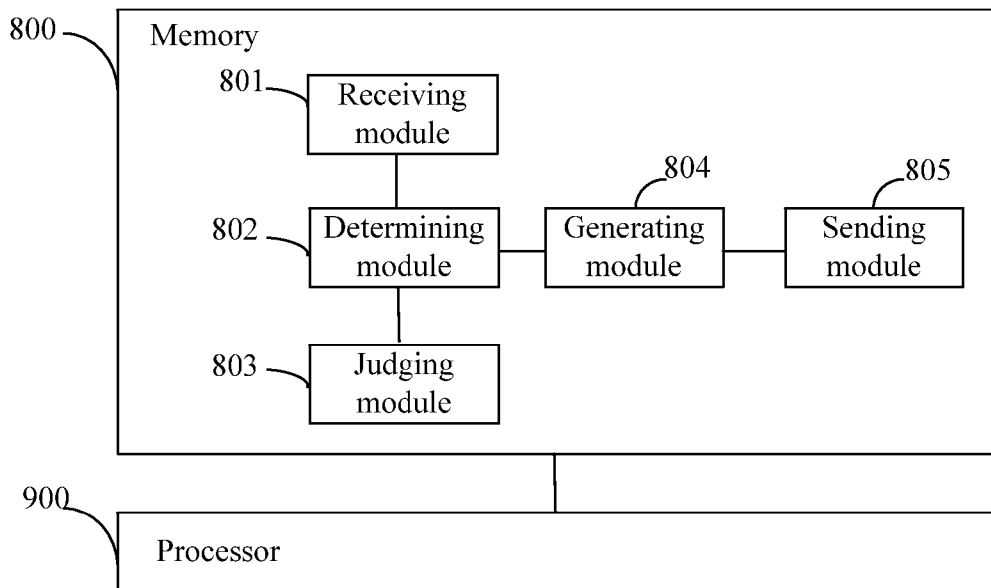 800
Memory
801
Receiving
module
804
805
802
Determining
module
Generating
module
Sending
module
803
Judging
module
900
Processor